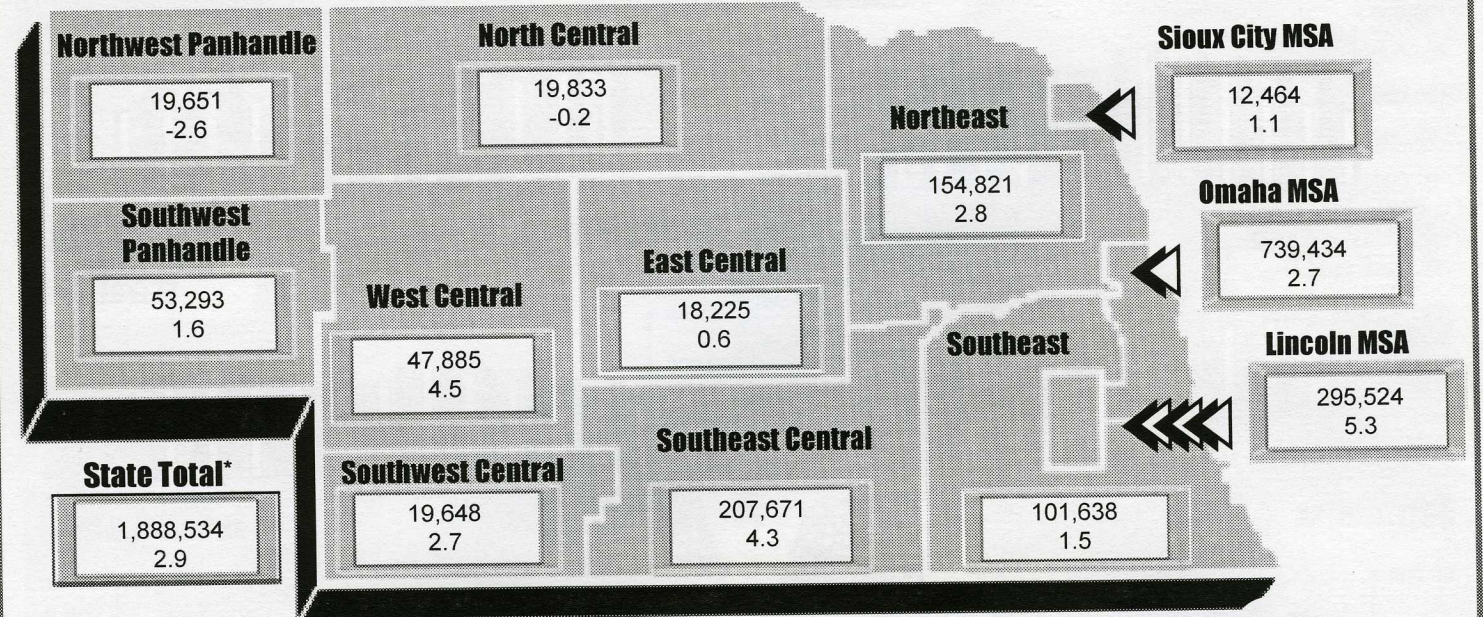 Northwest Panhandle
19,651
-2.6
North Central
19,833
-0.2
Sioux City MSA
12,464
1.1
Northeast
154,821
2.8
Omaha MSA
739,434
2.7
Southwest
Panhandle
53,293
1.6
West Central
47,885
4.5
East Central
18,225
0.6
Southeast
101,638
1.5
Lincoln MSA
295,524
5.3
State Total*
1,888,534
2.9
Southwest Central
19,648
2.7
Southeast Central
207,671
4.3